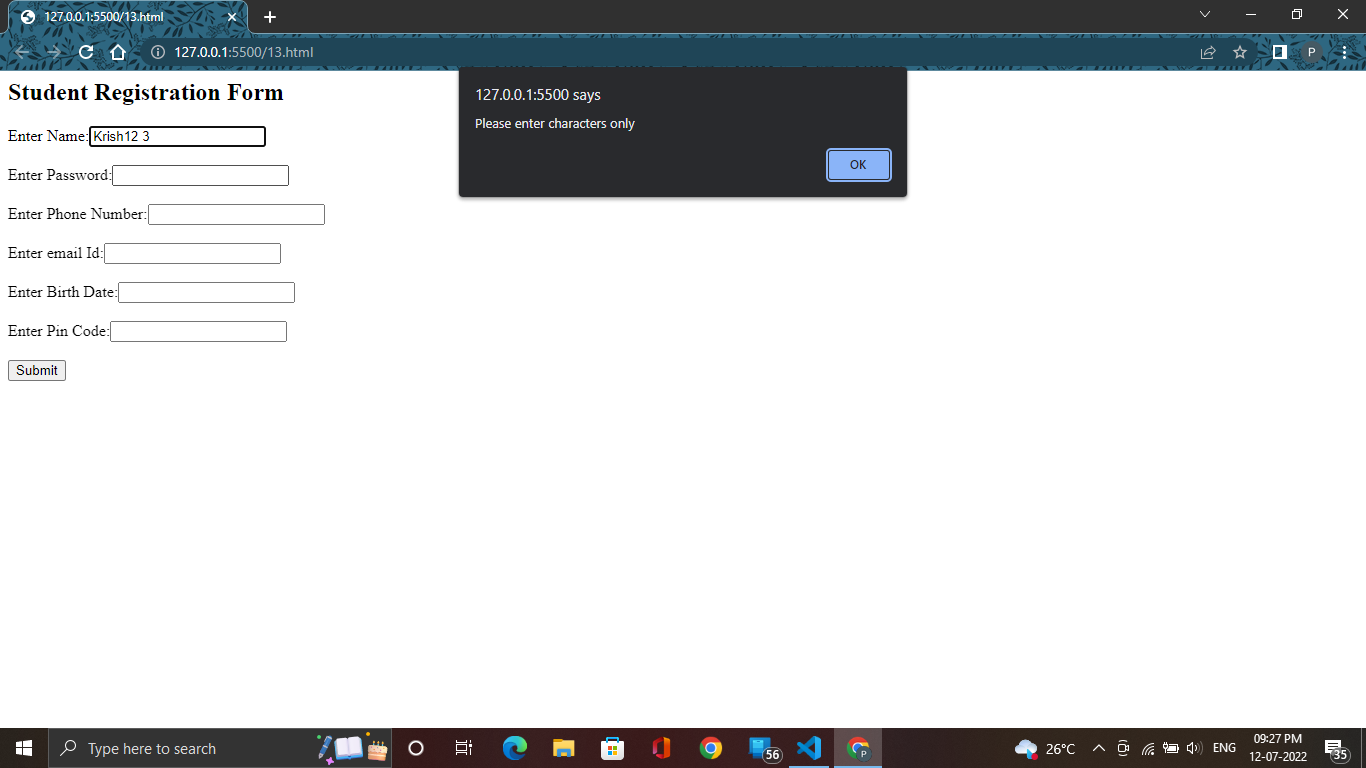 127.0.0.1:5500/13.html
127.0.0.1:5500/13.html
P
127.0.0.1:5500 says
Please enter characters only
OK
Student Registration Form
Enter Name: Krish12 3
Enter Password:
Enter Phone Number:
Enter email Id:
Enter Birth Date:
Enter Pin Code:
Submit
Type here to search
56
P
26°C
ENG
09:27 PM
12-07-2022
35